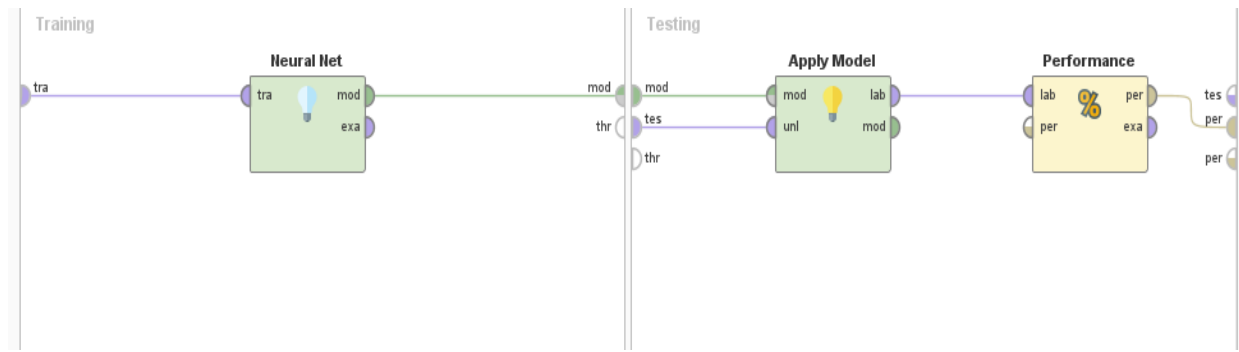 Training
Testing
Neural Net
Apply Model
Performance
tra
tra
mod
exa
mod
thr
mod
tes
thr
mod
unl
lab
mod
lab
per
%
per
exa
tes
per
per